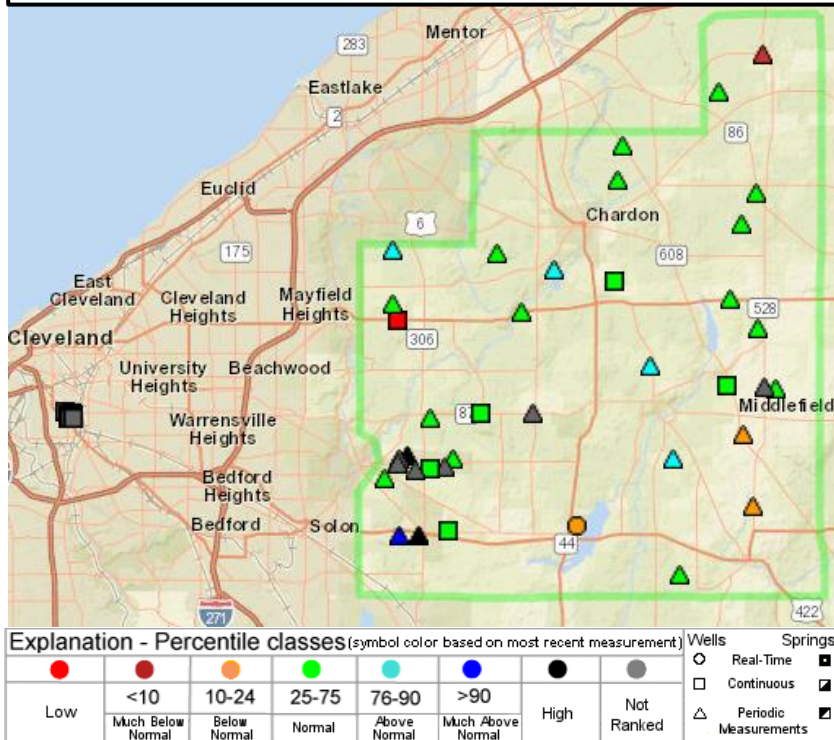 Mentor
283
Eastlake
2
86
Euclid
Chardon
6
175
608
East
Cleveland
Cleveland
Heights
Mayfield
Heights
528
Cleveland
306
University
Heights
Beachwood
87
Middlefield
Warrensville
Heights
Bedford
Heights
Bedford
Solon
44
271
422
Explanation - Percentile classes (symbol color based on most recent measurement)
Wells Springs
Low
<10
Much Below
Normal
10-24
Below
Normal
25-75
Normal
76-90
Above
Normal
>90
Much Above
Normal
High
Not
Ranked
Real-Time
Continuous
Periodic
Measurements